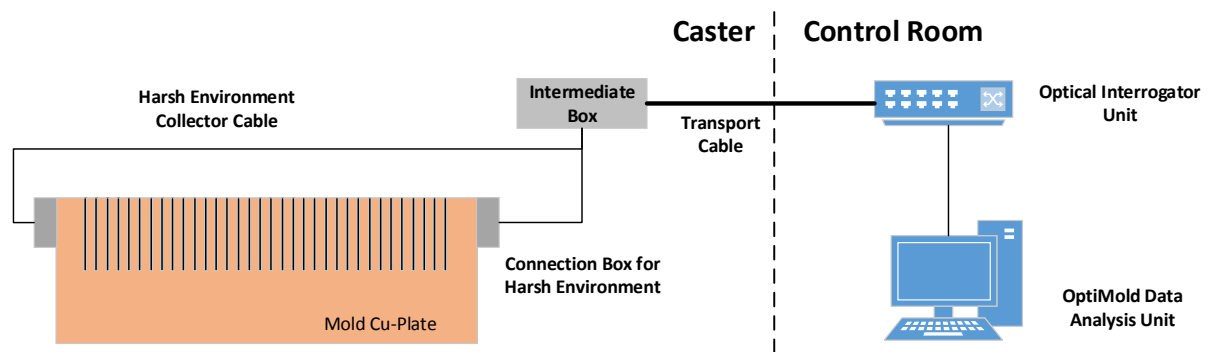 Caster
Control Room
Harsh Environment
Collector Cable
Intermediate
Box
Transport
Cable
Optical Interrogator
Unit
Connection Box for
Harsh Environment
Mold Cu-Plate
OptiMold Data
Analysis Unit